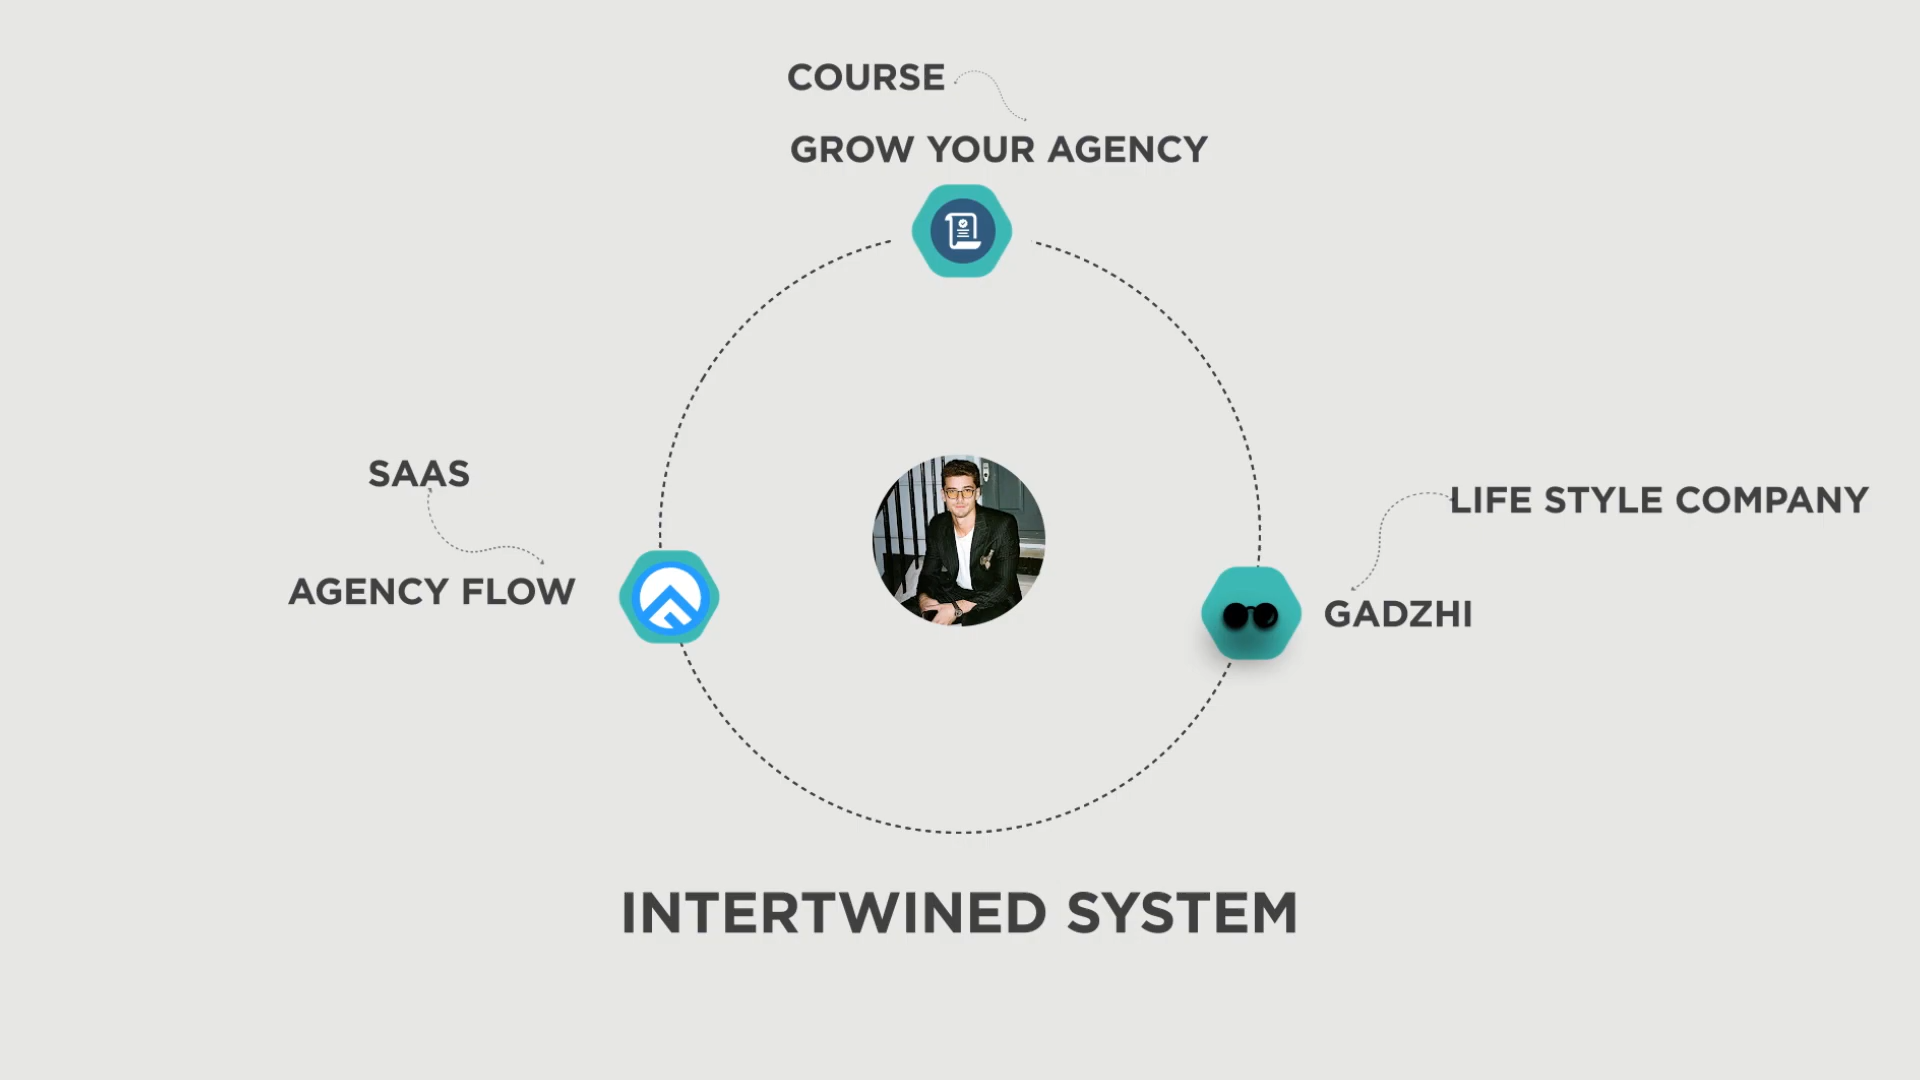 COURSE
GROW YOUR AGENCY
SAAS
AGENCY FLOW
LIFE STYLE COMPANY
GADZHI
INTERTWINED SYSTEM